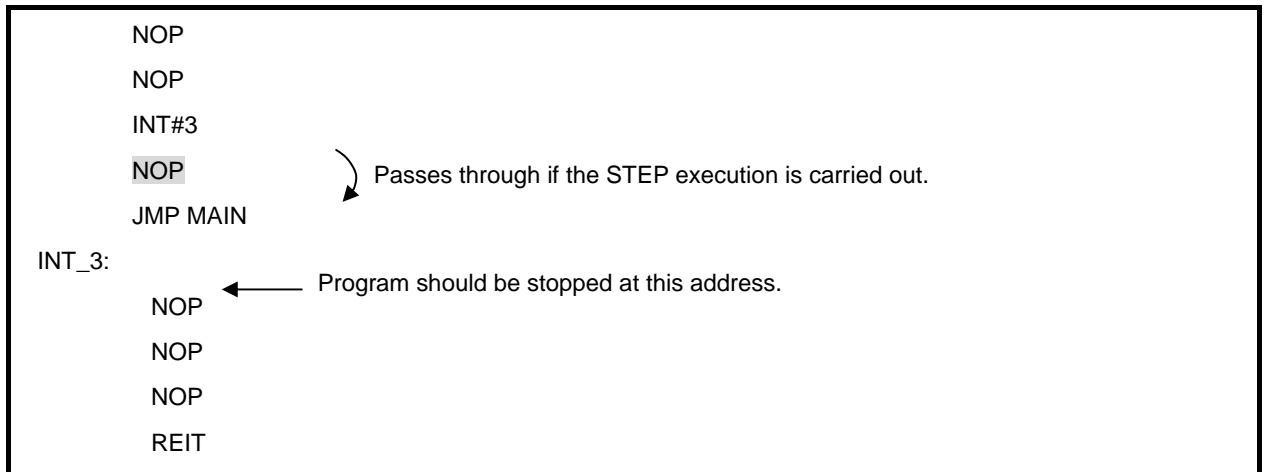 NOP
NOP
INT#3
NOP
Passes through if the STEP execution is carried out.
JMP MAIN
INT_3:
Program should be stopped at this address.
NOP
NOP
NOP
REIT